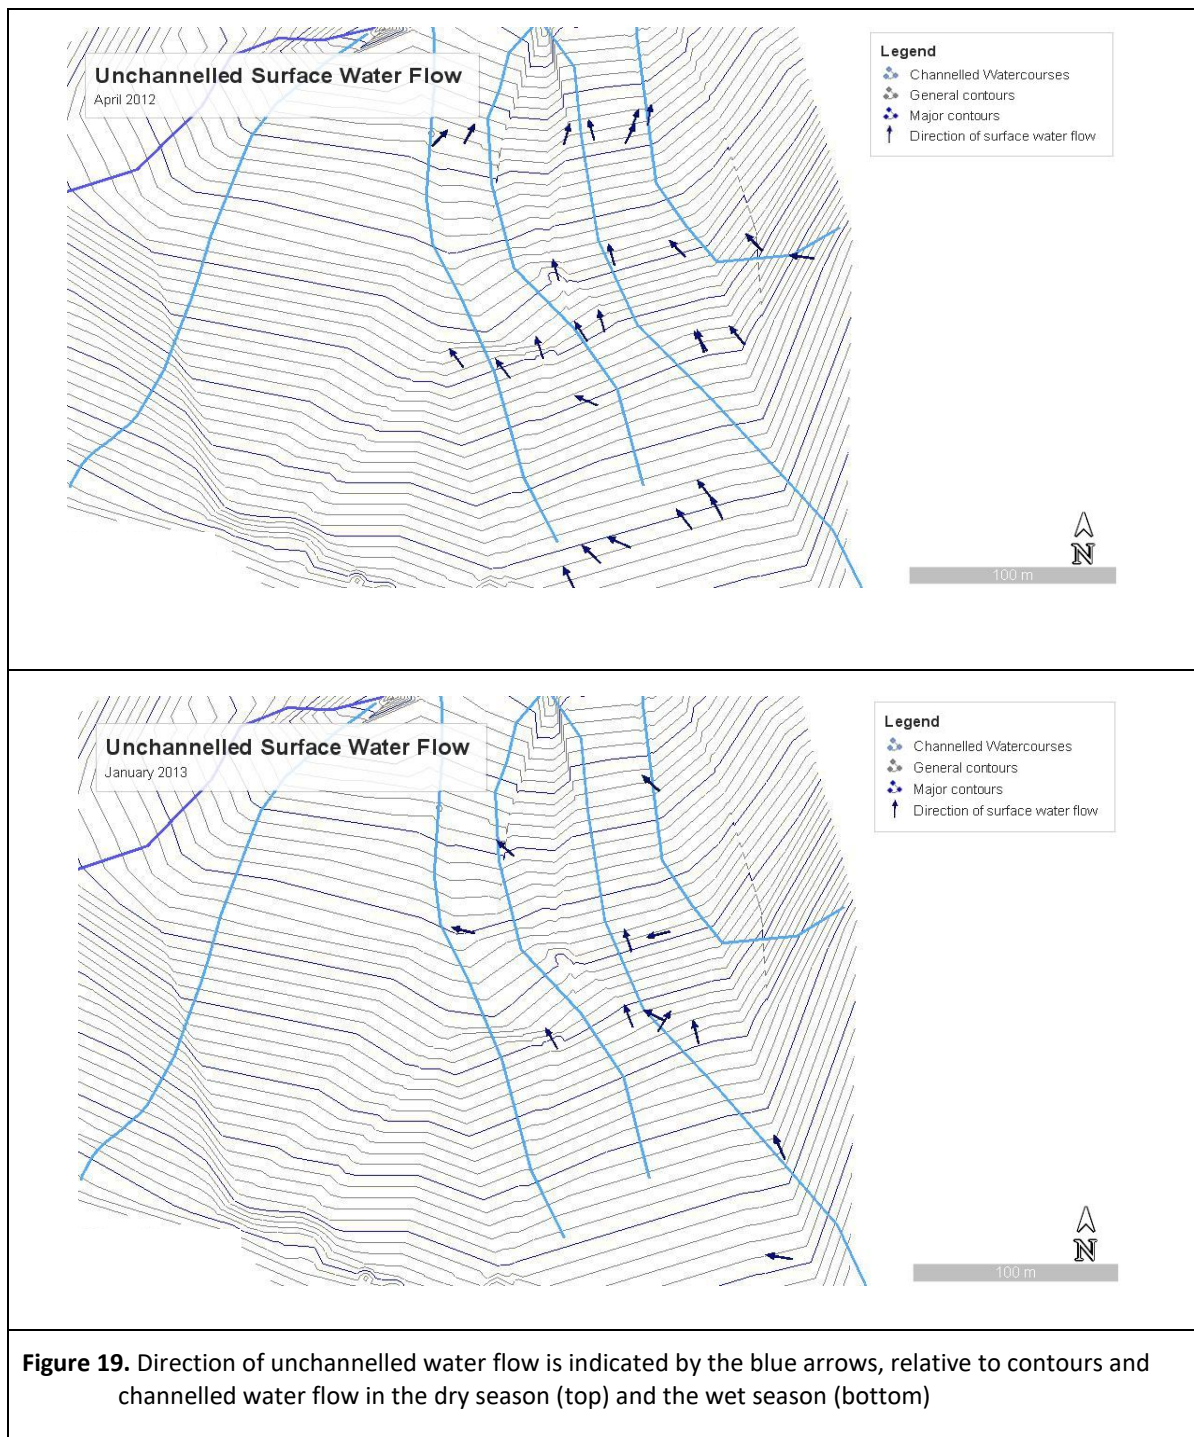 Unchannelled Surface Water Flow
April 2012
Legend
Channelled Watercourses
General contours
Major contours
Direction of surface water flow
N
100 m
Unchannelled Surface Water Flow
January 2013
Legend
Channelled Watercourses
General contours
Major contours
Direction of surface water flow
N
100 m
Figure 19. Direction of unchannelled water flow is indicated by the blue arrows, relative to contours and
channelled water flow in the dry season (top) and the wet season (bottom)